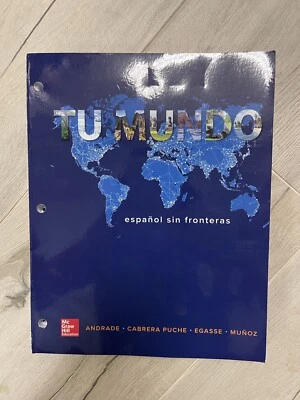 TU MUNDO
español sin fronteras
Mc
Graw
Hill
Education
ANDRADE • CABRERA PUCHE • EGASSE • MUÑOZ